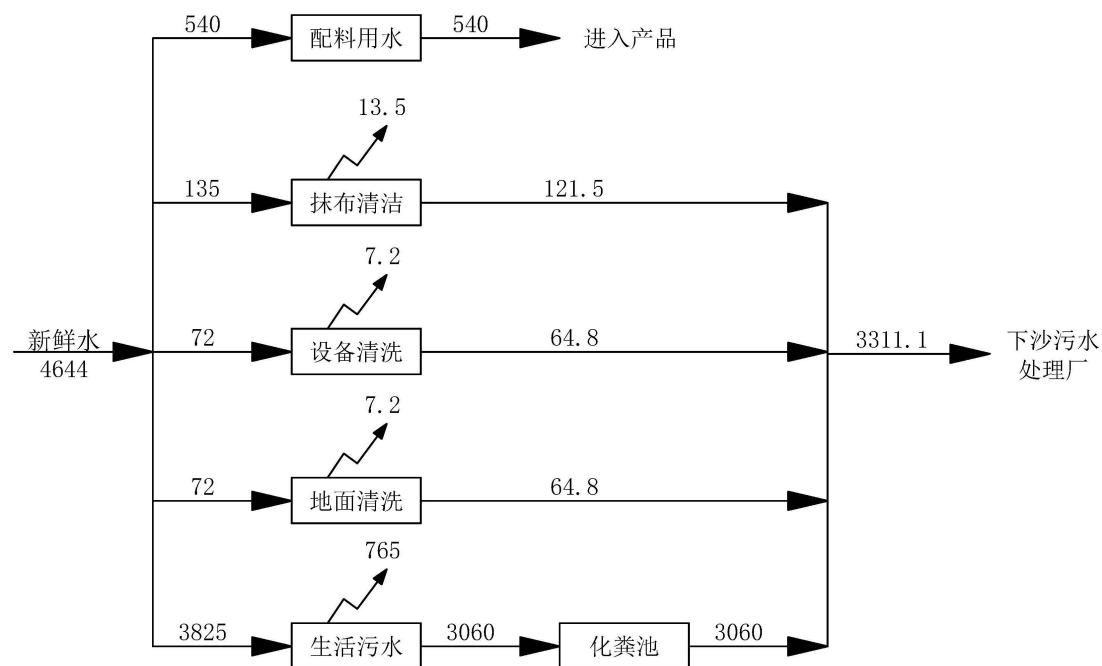 540
配料用水
540
进入产品
13.5
135
抹布清洁
121.5
7.2
新鲜水
4644
72
设备清洗
64.8
3311.1
下沙污水
处理厂
7.2
72
地面清洗
64.8
765
3825
生活污水
3060
化粪池
3060